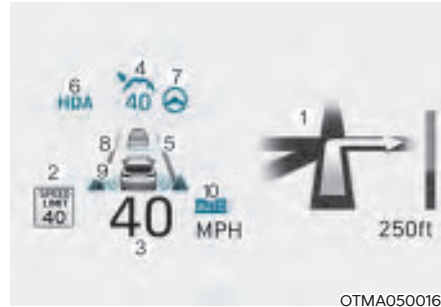 4
6 7
HDA 40
1
8 5
2 9
SPEED
LIMIT
40
40
10
AUTO
MPH
3
250ft
OTMA050016